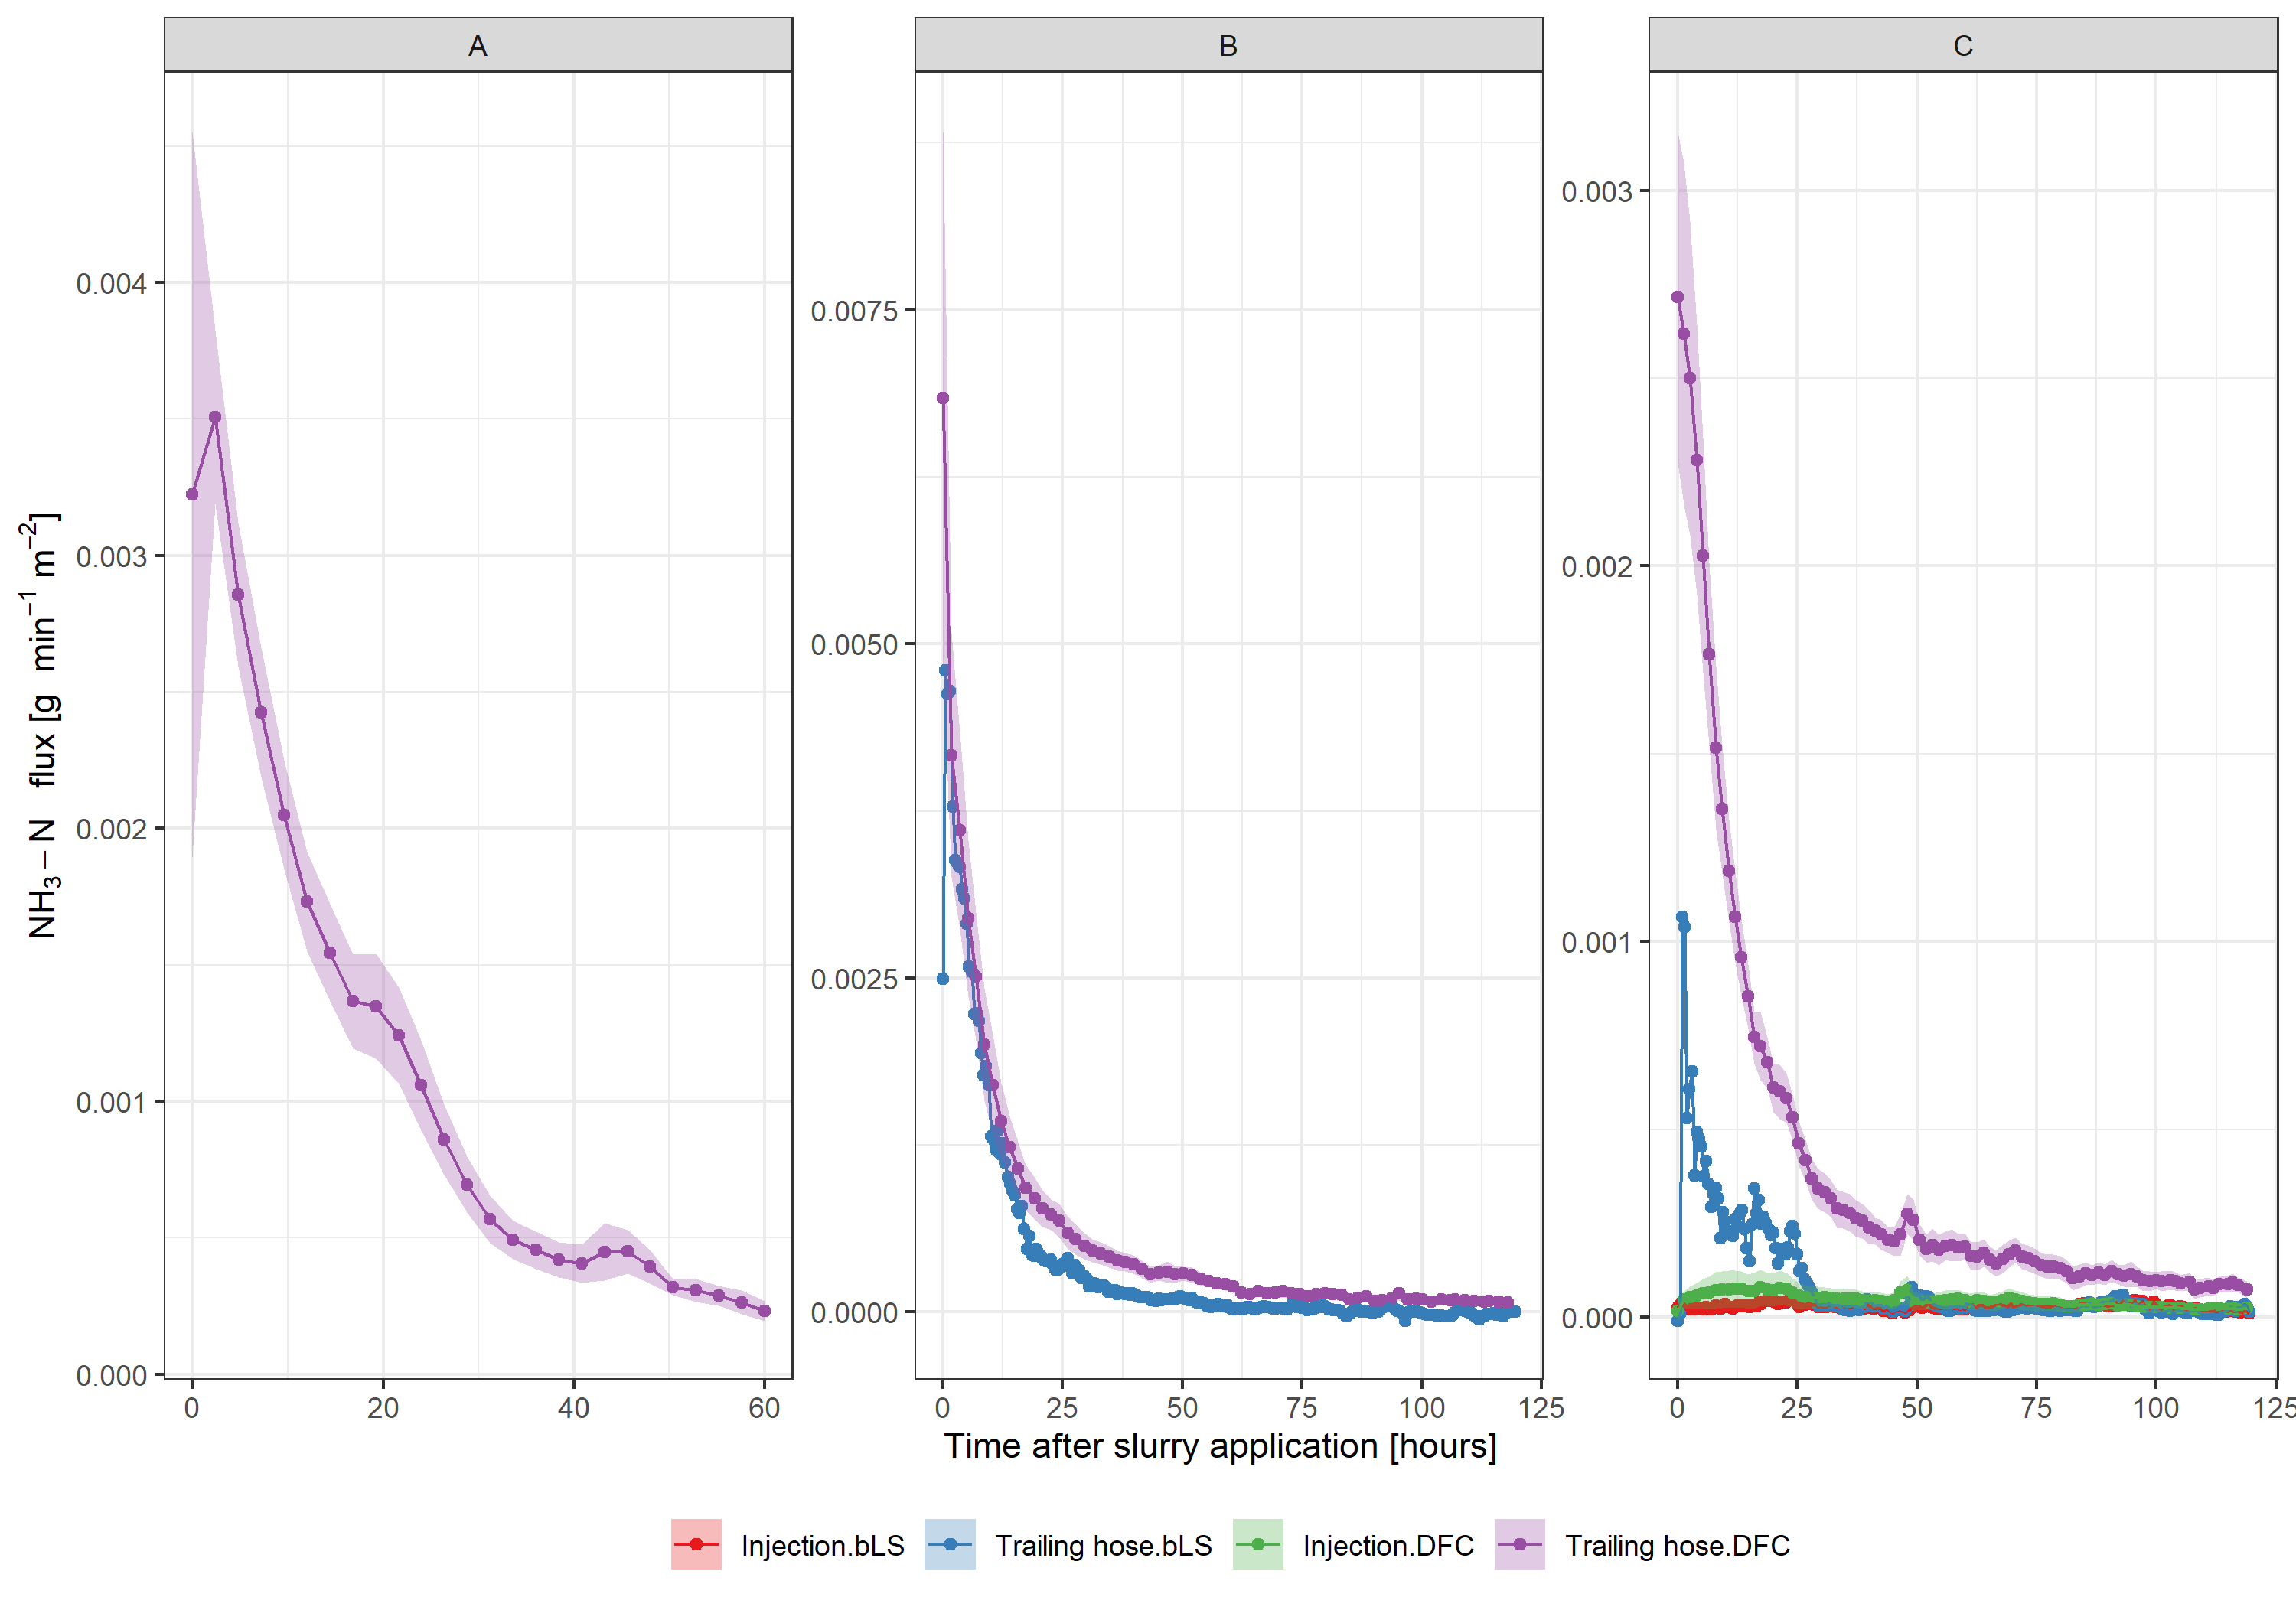 A B C
0.004
0.003
0.002
0.001
0.000
0.0075
0.0050
0.0025
0.0000
0.003
0.002
0.001
0.000
NH₃−N flux [g min⁻¹ m⁻²]
0 20 40 60
0 25 50 75 100 125
0 25 50 75 100 125
Time after slurry application [hours]
Injection.bLS Trailing hose.bLS Injection.DFC Trailing hose.DFC